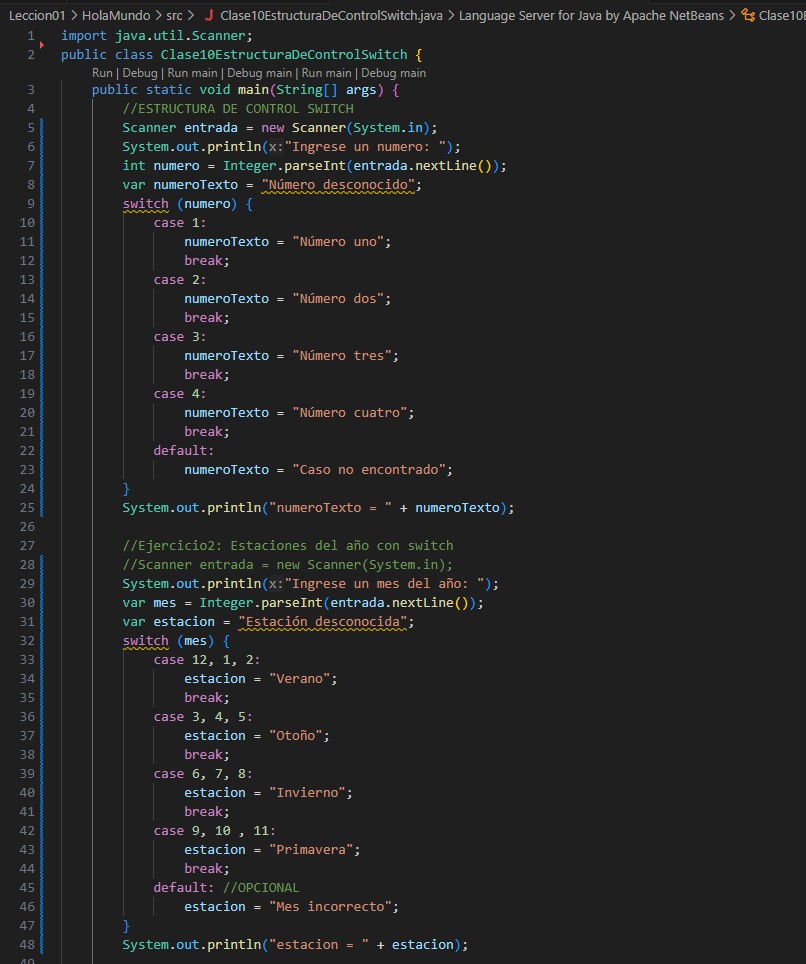 Leccion01 > HolaMundo > src > J Clase10EstructuraDeControlSwitch.java > Language Server for Java by Apache NetBeans > Clase10E
1 import java.util.Scanner;
2 public class Clase10EstructuraDeControlSwitch {
Run | Debug | Run main | Debug main | Run main | Debug main
3 public static void main(String[] args) {
4 //ESTRUCTURA DE CONTROL SWITCH
5 Scanner entrada = new Scanner(System.in);
6 System.out.println(x:"Ingrese un numero: ");
7 int numero = Integer.parseInt(entrada.nextLine());
8 var numeroTexto = "Número desconocido";
9 switch (numero) {
10 case 1:
11 numeroTexto = "Número uno";
12 break;
13 case 2:
14 numeroTexto = "Número dos";
15 break;
16 case 3:
17 numeroTexto = "Número tres";
18 break;
19 case 4:
20 numeroTexto = "Número cuatro";
21 break;
22 default:
23 numeroTexto = "Caso no encontrado";
24 }
25 System.out.println("numeroTexto = " + numeroTexto);
26
27 //Ejercicio2: Estaciones del año con switch
28 //Scanner entrada = new Scanner(System.in);
29 System.out.println(x:"Ingrese un mes del año: ");
30 var mes = Integer.parseInt(entrada.nextLine());
31 var estacion = "Estación desconocida";
32 switch (mes) {
33 case 12, 1, 2:
34 estacion = "Verano";
35 break;
36 case 3, 4, 5:
37 estacion = "Otoño";
38 break;
39 case 6, 7, 8:
40 estacion = "Invierno";
41 break;
42 case 9, 10 , 11:
43 estacion = "Primavera";
44 break;
45 default: //OPCIONAL
46 estacion = "Mes incorrecto";
47 }
48 System.out.println("estacion = " + estacion);
49